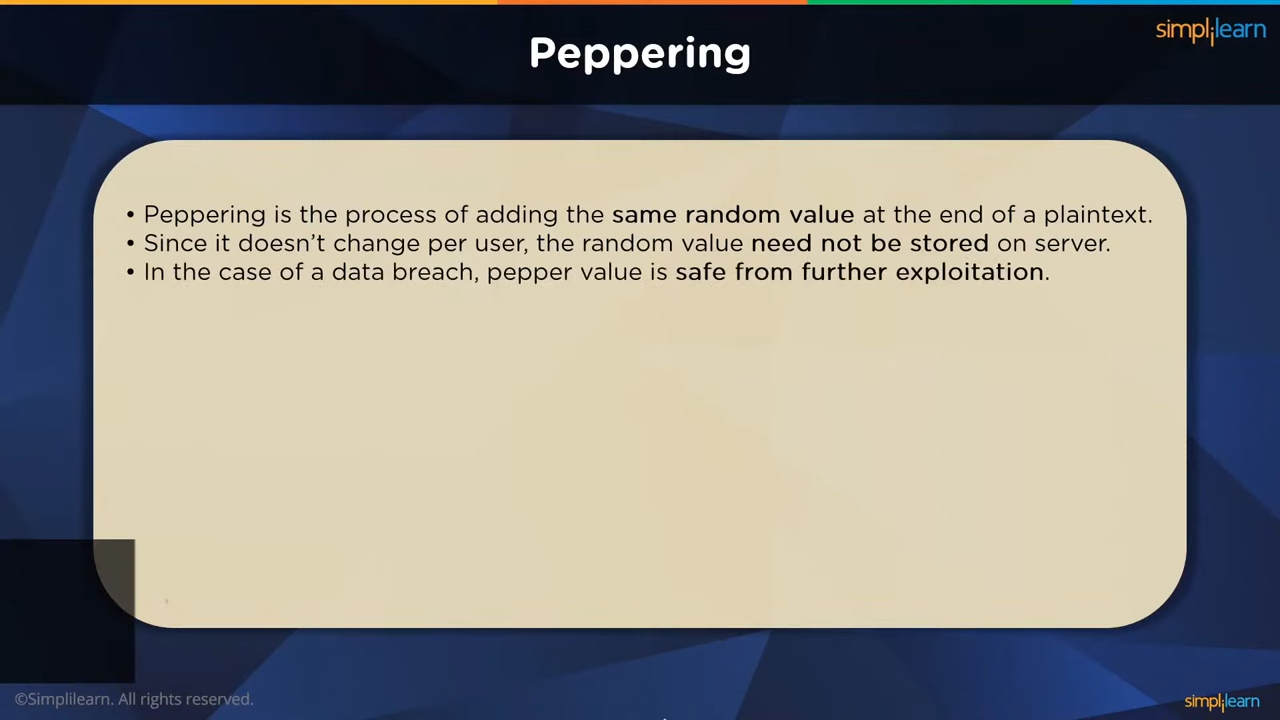 simplilearn
Peppering
• Peppering is the process of adding the same random value at the end of a plaintext.
• Since it doesn’t change per user, the random value need not be stored on server.
• In the case of a data breach, pepper value is safe from further exploitation.
©Simplilearn. All rights reserved.
simplilearn